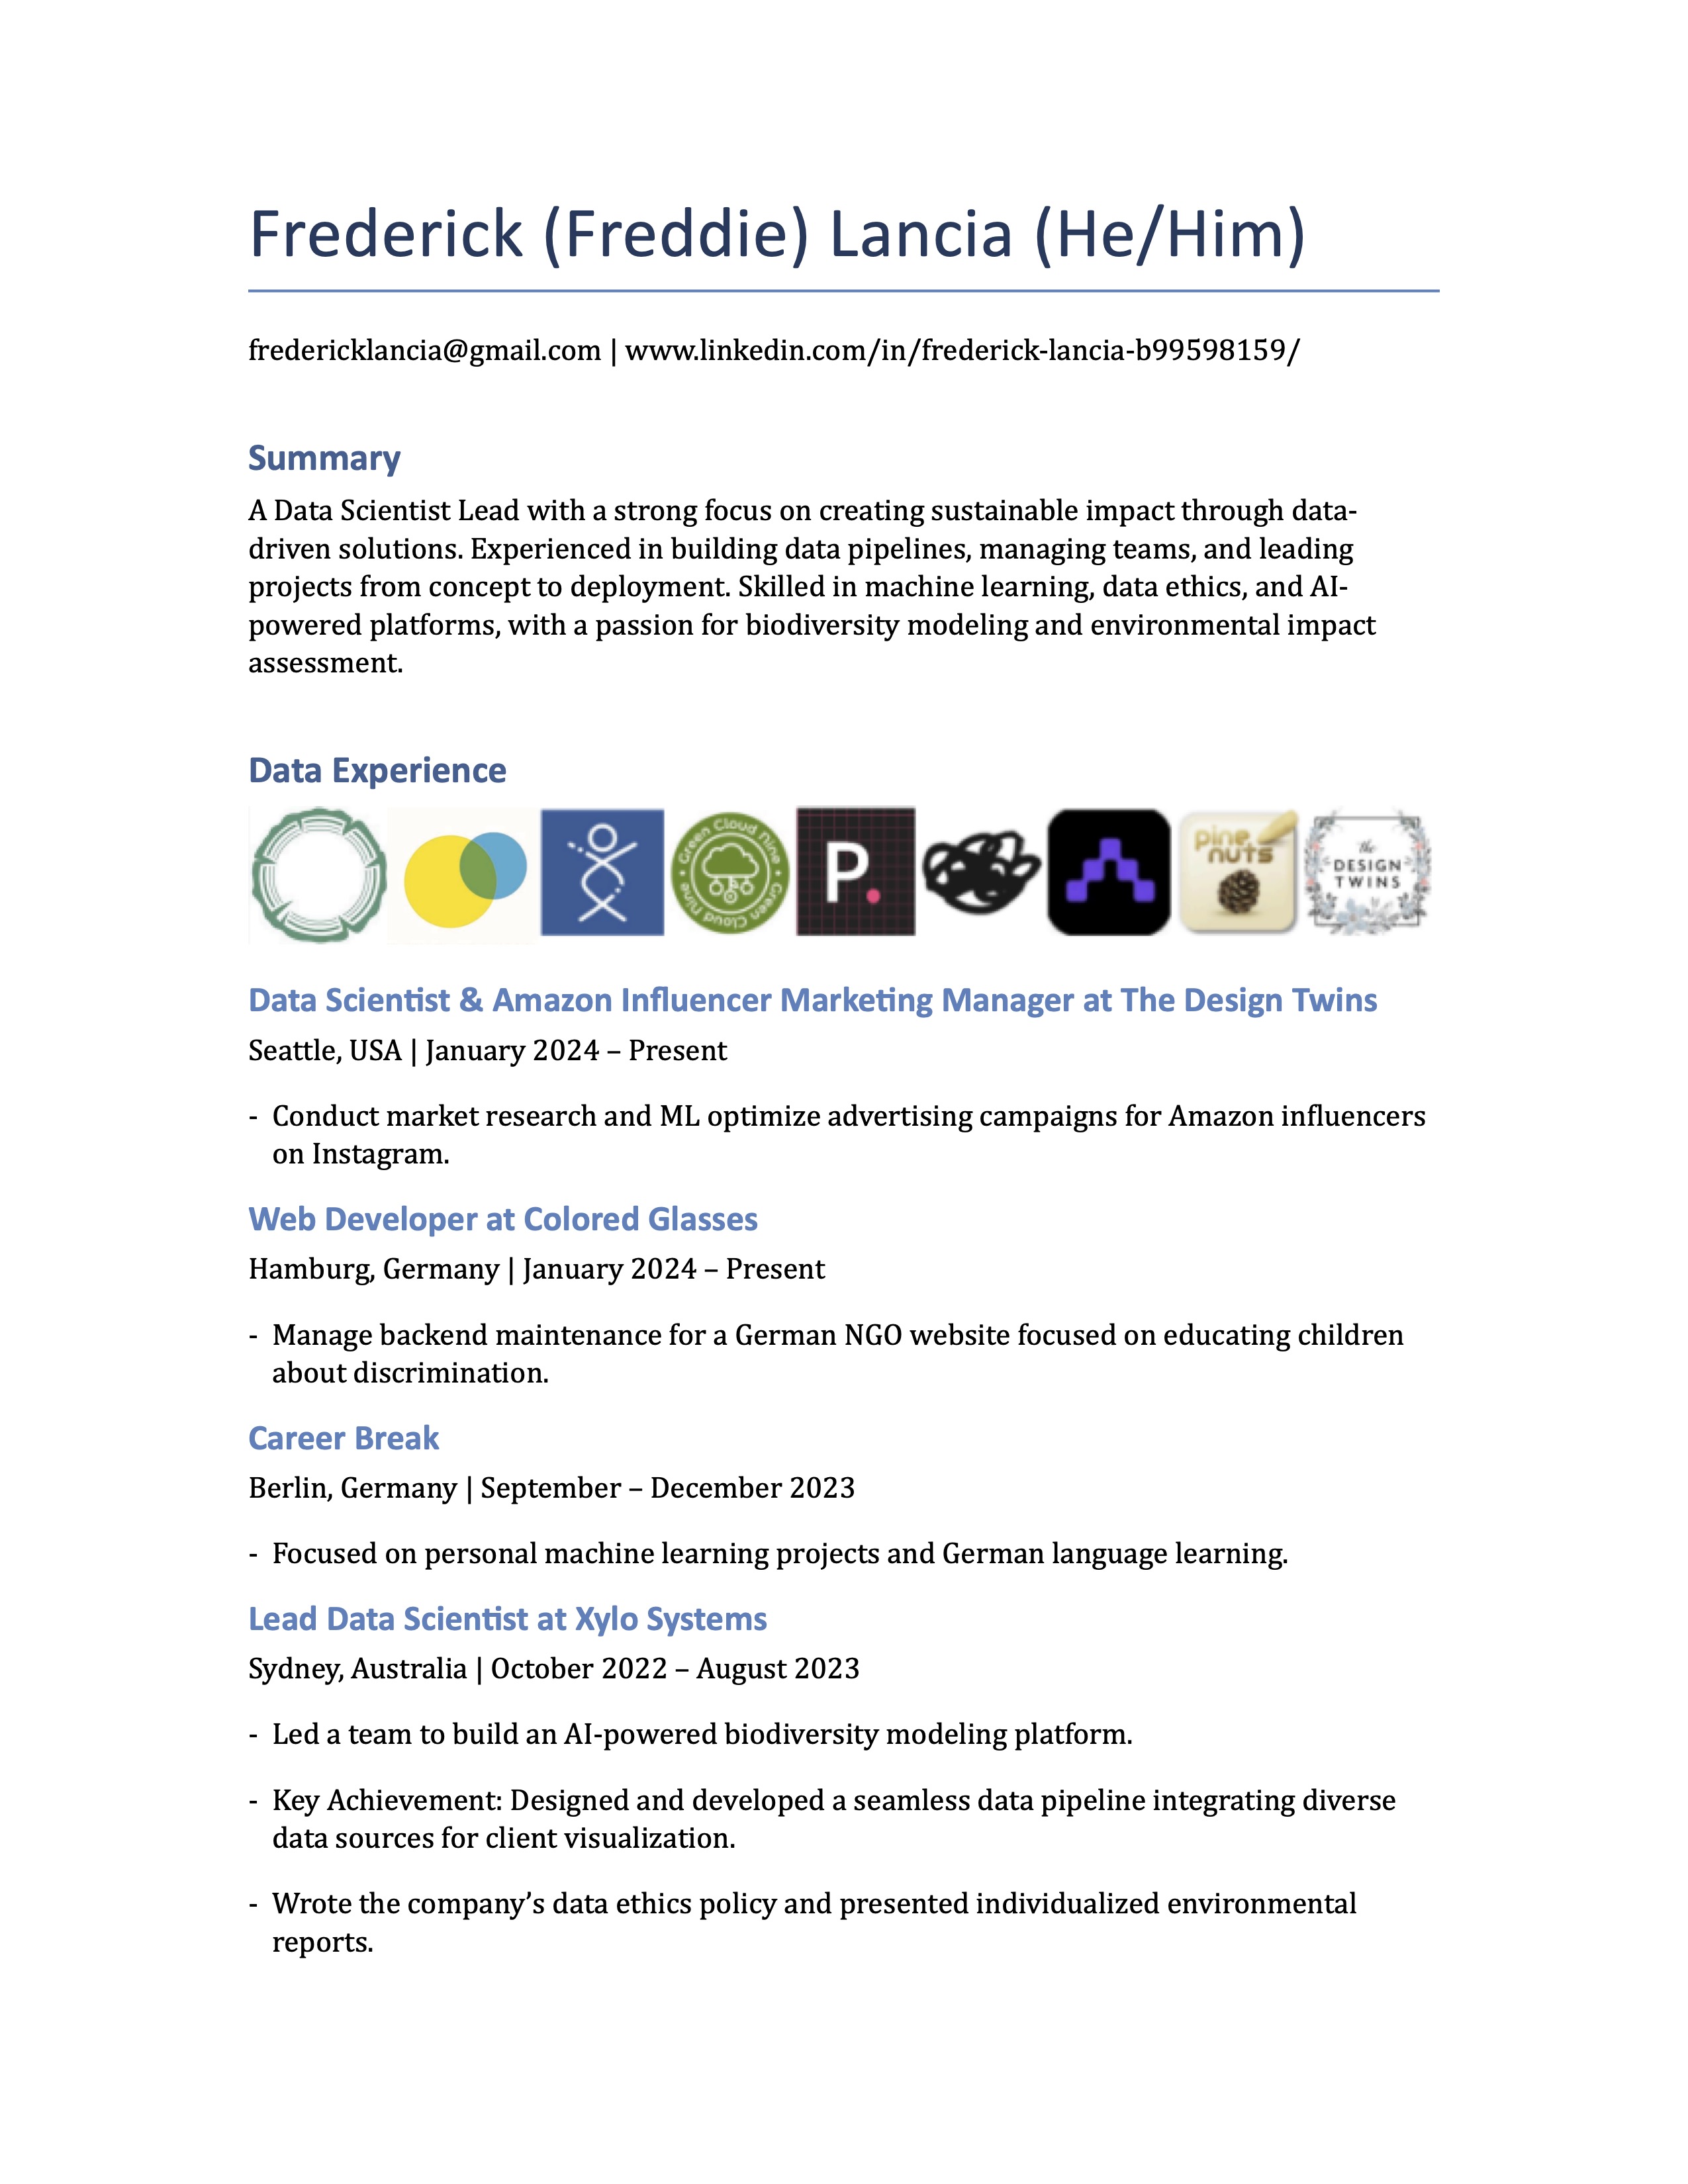 Frederick (Freddie) Lancia (He/Him)
fredericklancia@gmail.com | www.linkedin.com/in/frederick-lancia-b99598159/
Summary
A Data Scientist Lead with a strong focus on creating sustainable impact through data-
driven solutions. Experienced in building data pipelines, managing teams, and leading
projects from concept to deployment. Skilled in machine learning, data ethics, and AI-
powered platforms, with a passion for biodiversity modeling and environmental impact
assessment.
Data Experience
Green Cloud Nine • Green Cloud Nine •
P.
pine
nuts
the
DESIGN
TWINS
Data Scientist & Amazon Influencer Marketing Manager at The Design Twins
Seattle, USA | January 2024 – Present
- Conduct market research and ML optimize advertising campaigns for Amazon influencers
on Instagram.
Web Developer at Colored Glasses
Hamburg, Germany | January 2024 – Present
- Manage backend maintenance for a German NGO website focused on educating children
about discrimination.
Career Break
Berlin, Germany | September – December 2023
- Focused on personal machine learning projects and German language learning.
Lead Data Scientist at Xylo Systems
Sydney, Australia | October 2022 – August 2023
- Led a team to build an AI-powered biodiversity modeling platform.
- Key Achievement: Designed and developed a seamless data pipeline integrating diverse
data sources for client visualization.
- Wrote the company’s data ethics policy and presented individualized environmental
reports.